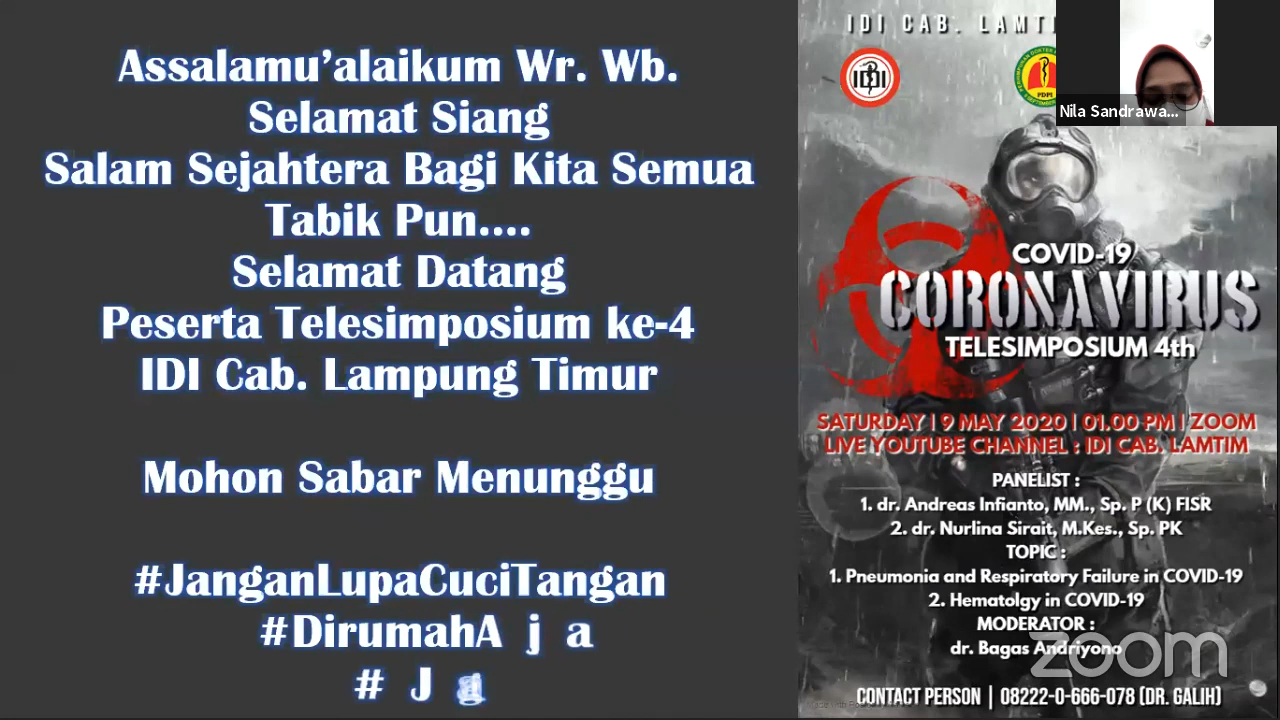 Assalamu’alaikum Wr. Wb.
Selamat Siang
Salam Sejahtera Bagi Kita Semua
Tabik Pun....
Selamat Datang
Peserta Telesimposium ke-4
IDI Cab. Lampung Timur
Mohon Sabar Menunggu
#JanganLupaCuciTangan
#DirumahA j a
# J a
IDI CAB. LAMTIM
IDI
PDPI
Nila Sandrawa...
COVID-19
CORONAVIRUS
TELESIMPOSIUM 4th
SATURDAY | 9 MAY 2020 | 01.00 PM | ZOOM
LIVE YOUTUBE CHANNEL : IDI CAB. LAMTIM
PANELIST :
1. dr. Andreas Infianto, MM., Sp. P (K) FISR
2. dr. Nurlina Sirait, M.Kes., Sp. PK
TOPIC :
1. Pneumonia and Respiratory Failure in COVID-19
2. Hematolgy in COVID-19
MODERATOR :
dr. Bagas Andriyono
zoom
CONTACT PERSON | 08222-0-666-078 (DR. GALIH)